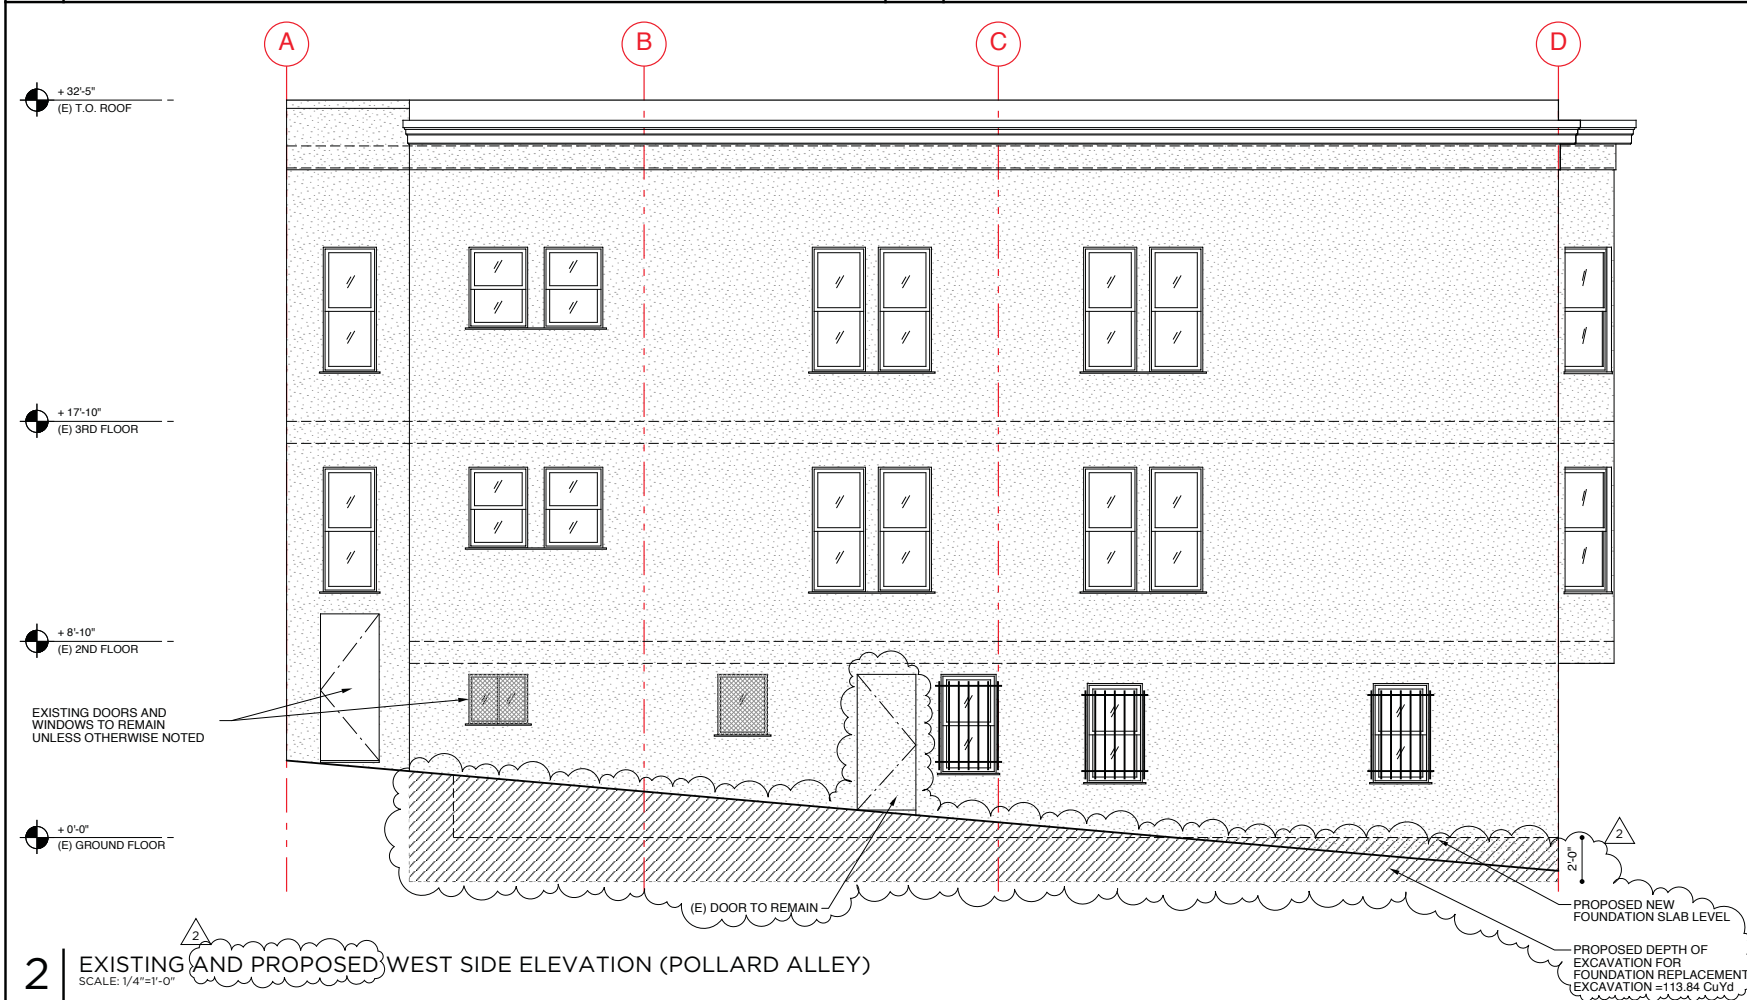 A
B
C
D
+ 32'-5"
(E) T.O. ROOF
+ 17'-10"
(E) 3RD FLOOR
+ 8'-10"
(E) 2ND FLOOR
EXISTING DOORS AND
WINDOWS TO REMAIN
UNLESS OTHERWISE NOTED
+ 0'-0"
(E) GROUND FLOOR
2
2'-0"
(E) DOOR TO REMAIN
PROPOSED NEW
FOUNDATION SLAB LEVEL
PROPOSED DEPTH OF
EXCAVATION FOR
FOUNDATION REPLACEMENT
EXCAVATION =113.84 CuYd
2
2
EXISTING AND PROPOSED WEST SIDE ELEVATION (POLLARD ALLEY)
SCALE: 1/4"=1'-0"